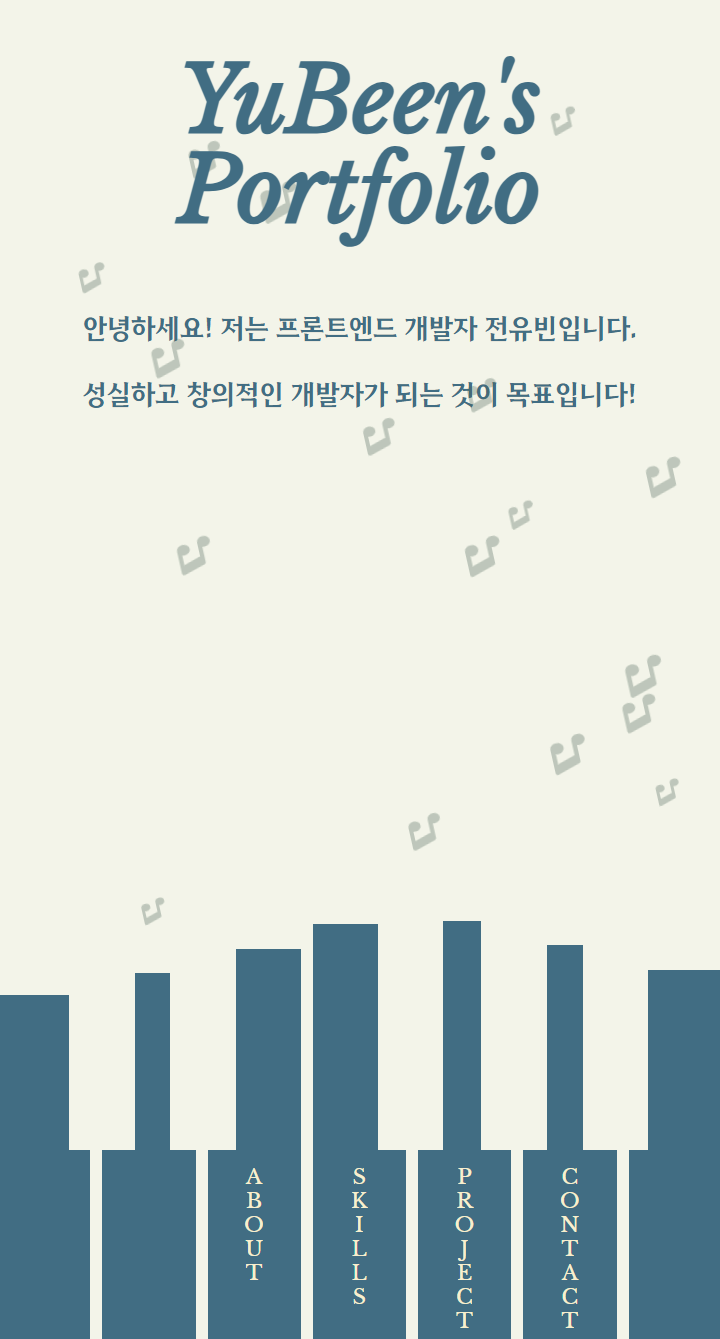 YuBeen's
Portfolio
안녕하세요! 저는 프론트엔드 개발자 전유빈입니다.
성실하고 창의적인 개발자가 되는 것이 목표입니다!
ABOUT
SKILLS
PROJECT
CONTACT